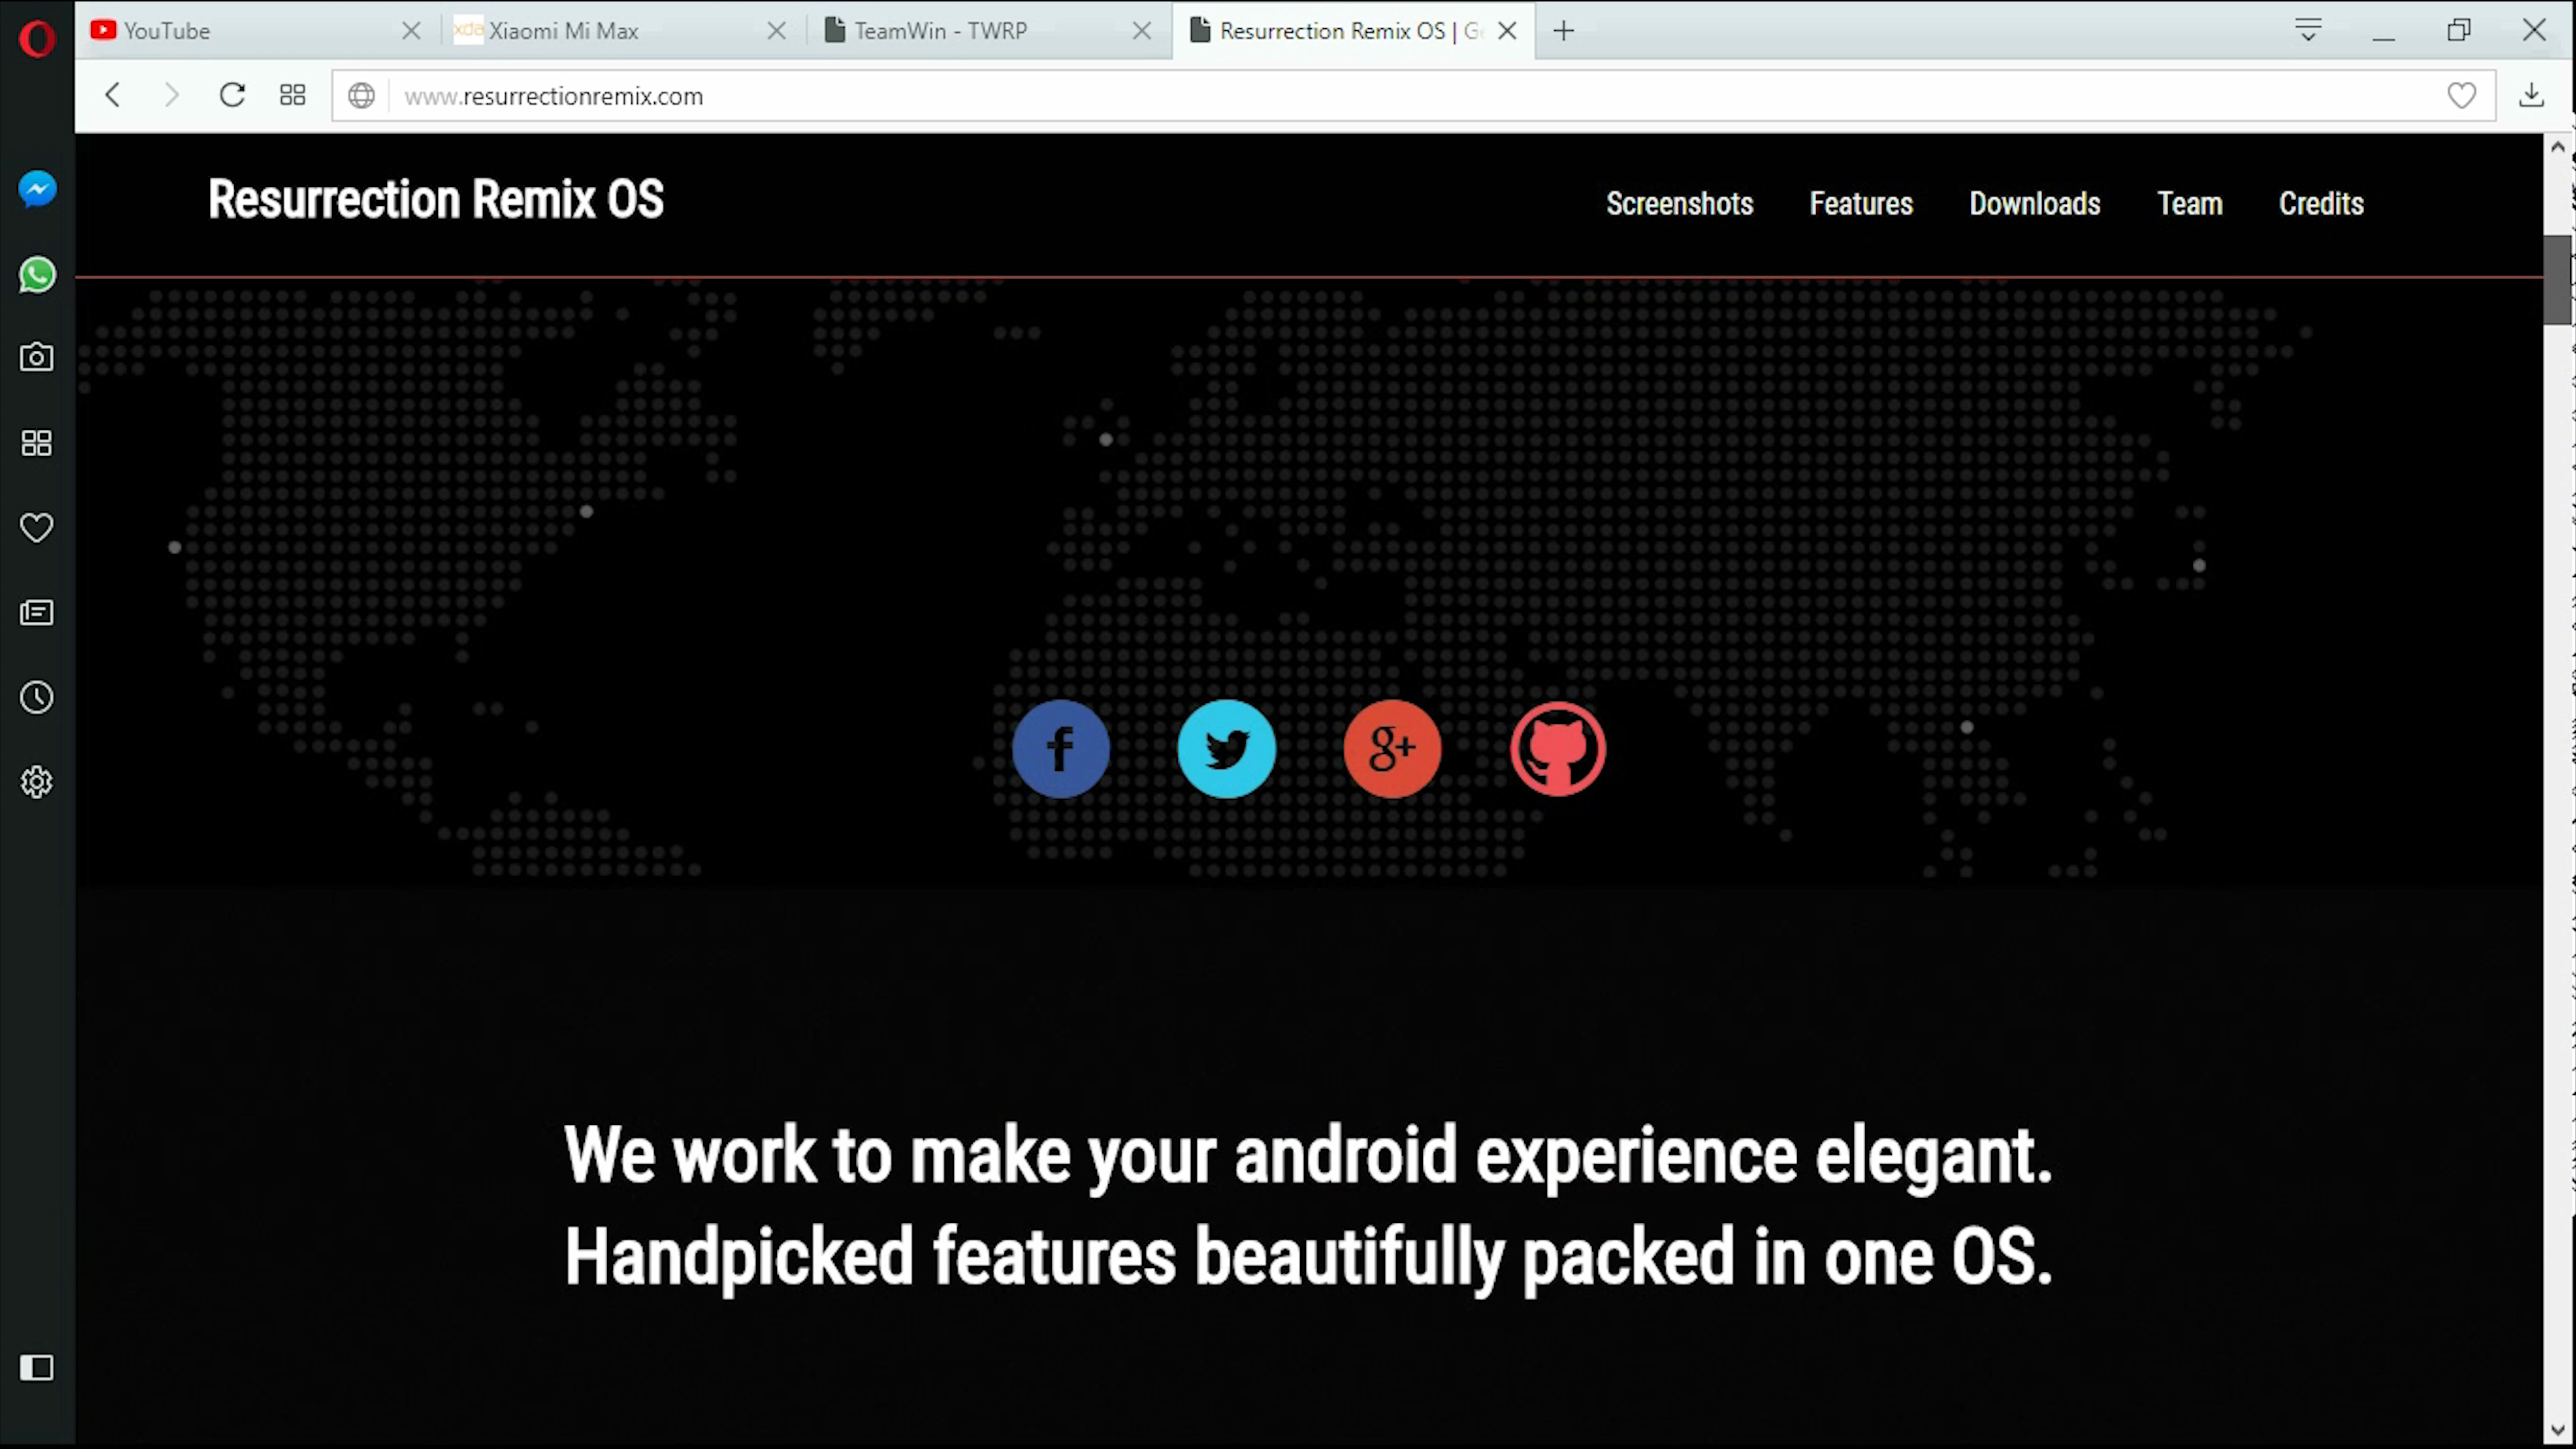 YouTube
xda Xiaomi Mi Max
TeamWin - TWRP
Resurrection Remix OS | G
www.resurrectionremix.com
Resurrection Remix OS
Screenshots
Features
Downloads
Team
Credits
f
g+
We work to make your android experience elegant.
Handpicked features beautifully packed in one OS.